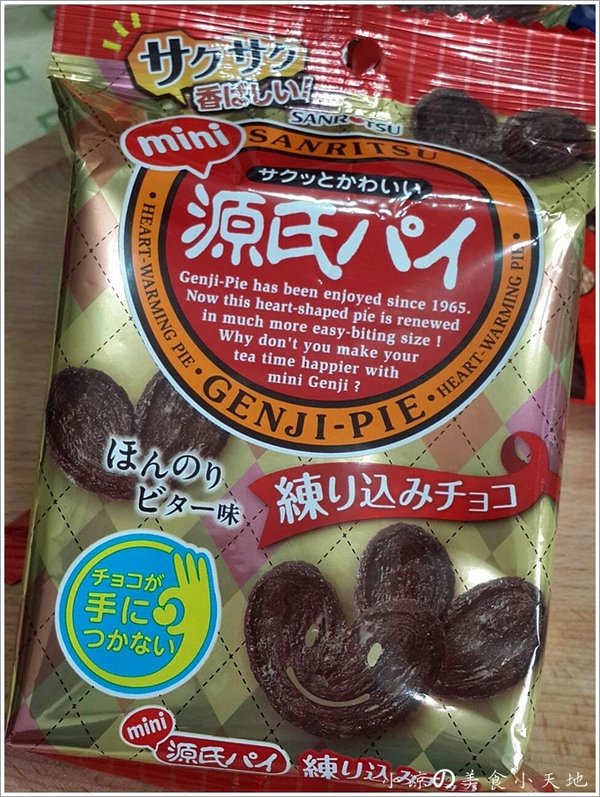 サクサク
香ばしい!
SANRITSU
mini
SANRITSU
サクッとかわいい
源氏パイ
Genji-Pie has been enjoyed since 1965.
Now this heart-shaped pie is renewed
in much more easy-biting size !
Why don't you make your
tea time happier with
mini Genji ?
HEART-WARMING PIE
GENJI-PIE
HEART-WARMING PIE
ほんのり
ビター味
練り込みチョコ
チョコが
手に
つかない
mini
源氏パイ 練り込みチョコ
の美食小天地